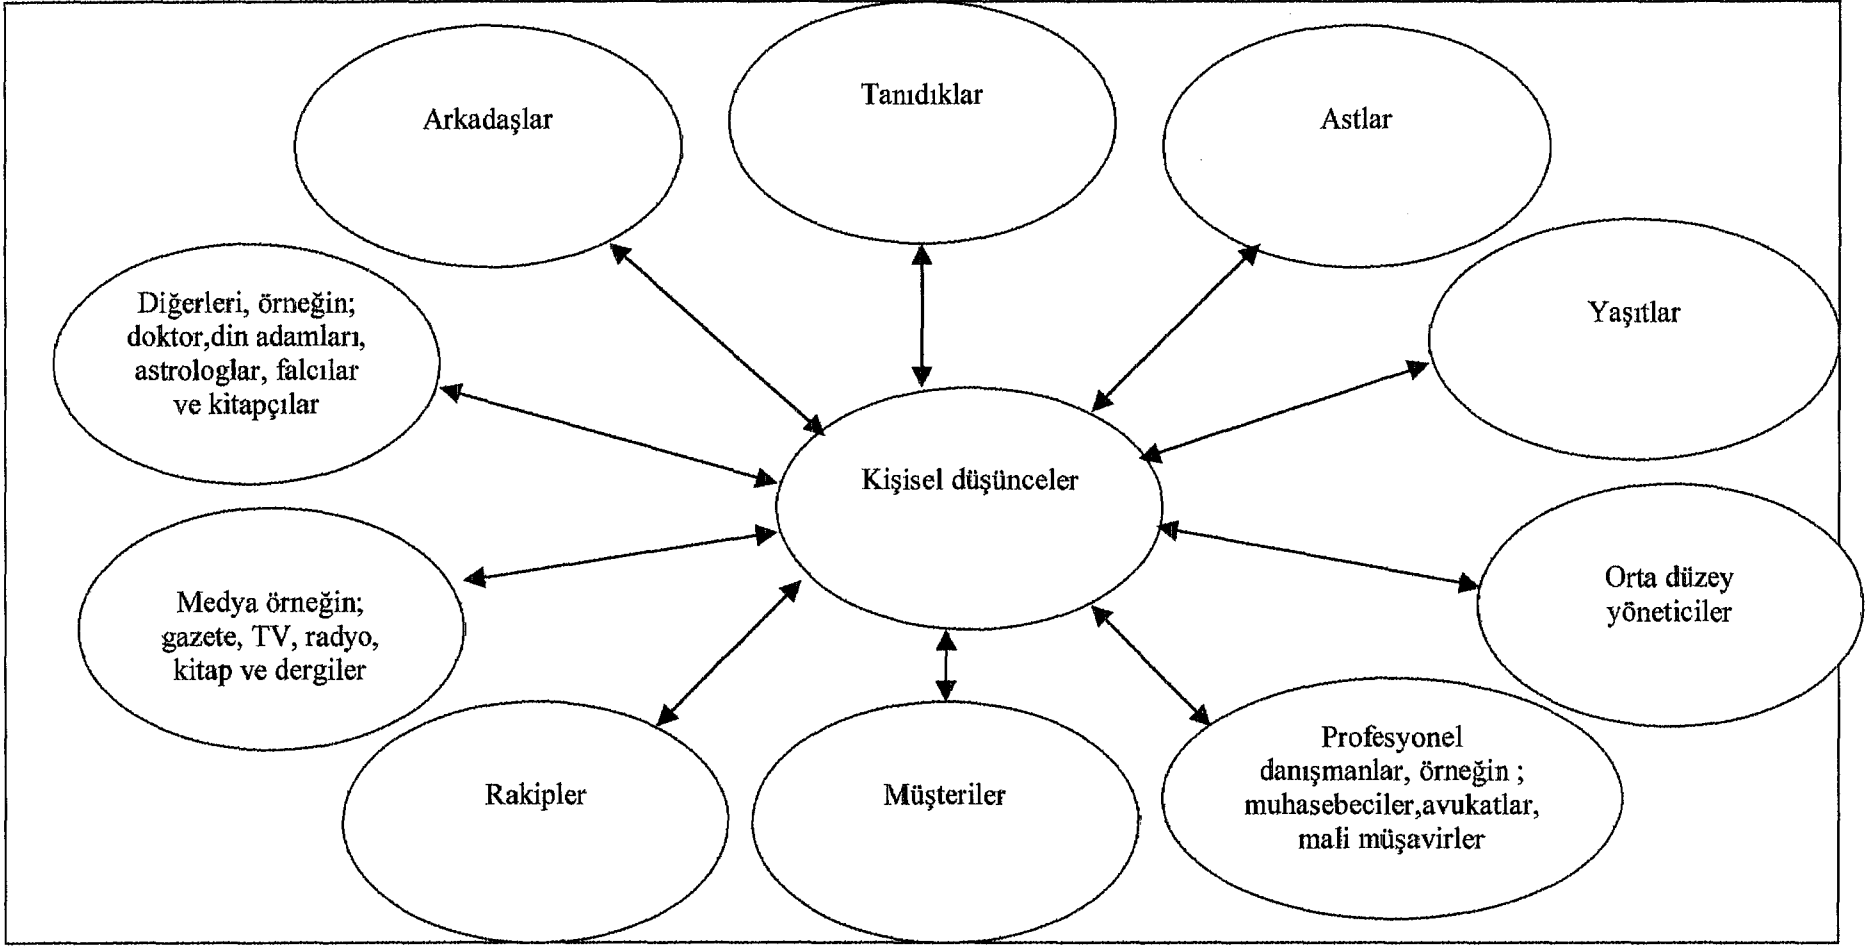 Arkadaşlar
Tanıdıklar
Astlar
Diğerleri, örneğin;
doktor,din adamları,
astrologlar, falcılar
ve kitapçılar
Yaşıtlar
Kişisel düşünceler
Medya örneğin;
gazete, TV, radyo,
kitap ve dergiler
Orta düzey
yöneticiler
Rakipler
Müşteriler
Profesyonel
danışmanlar, örneğin ;
muhasebeciler,avukatlar,
mali müşavirler